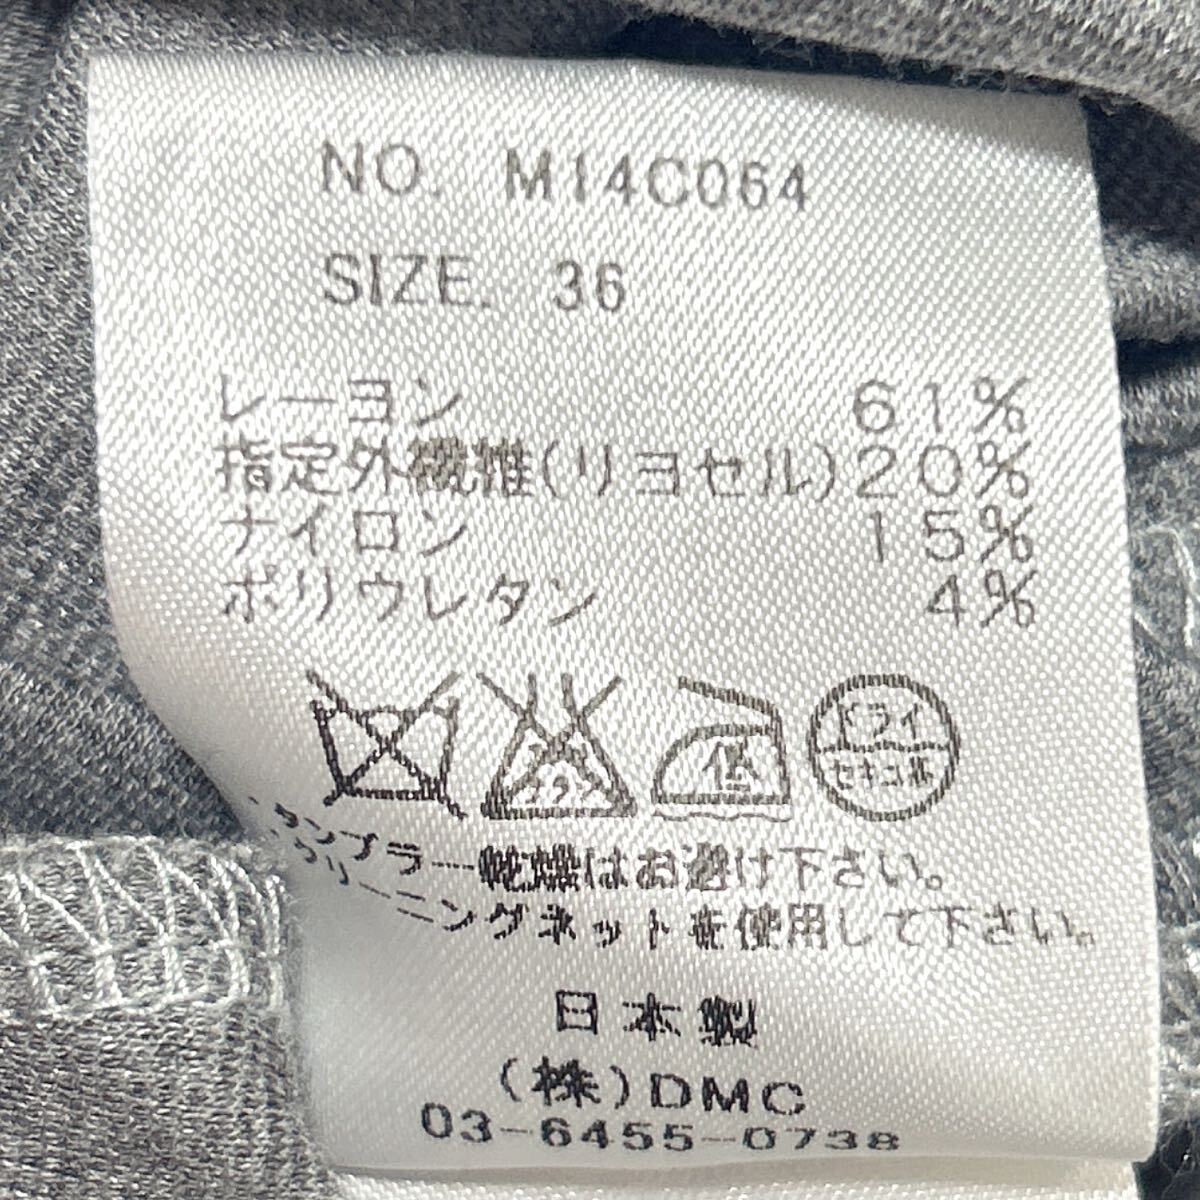 NO. M14C064
SIZE. 36
レーヨン 61%
指定外繊維(リヨセル)20%
ナイロン 15%
ポリウレタン 4%
低
ドライ
セキユ系
タンブラー乾燥はお避け下さい。
クリーニングネットを使用して下さい。
日本製
(株)DMC
03-6455-0738